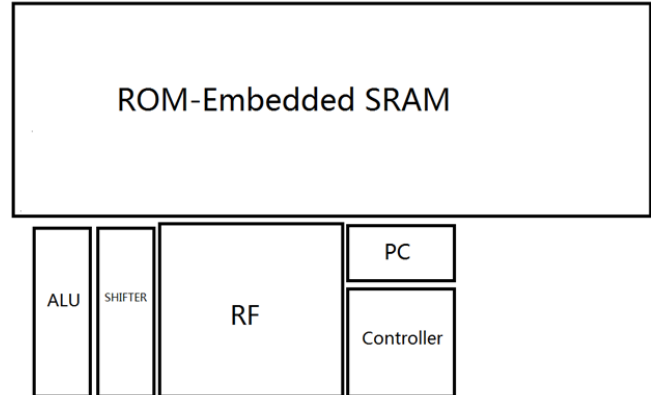 ROM-Embedded SRAM
ALU
SHIFTER
RF
PC
Controller